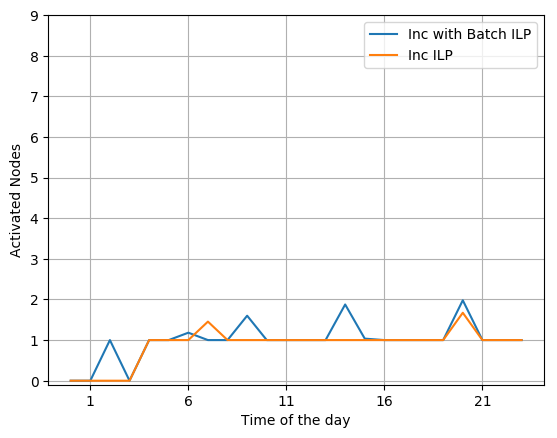 9
8
7
6
5
4
3
2
1
0
Activated Nodes
Inc with Batch ILP
Inc ILP
1 6 11 16 21
Time of the day